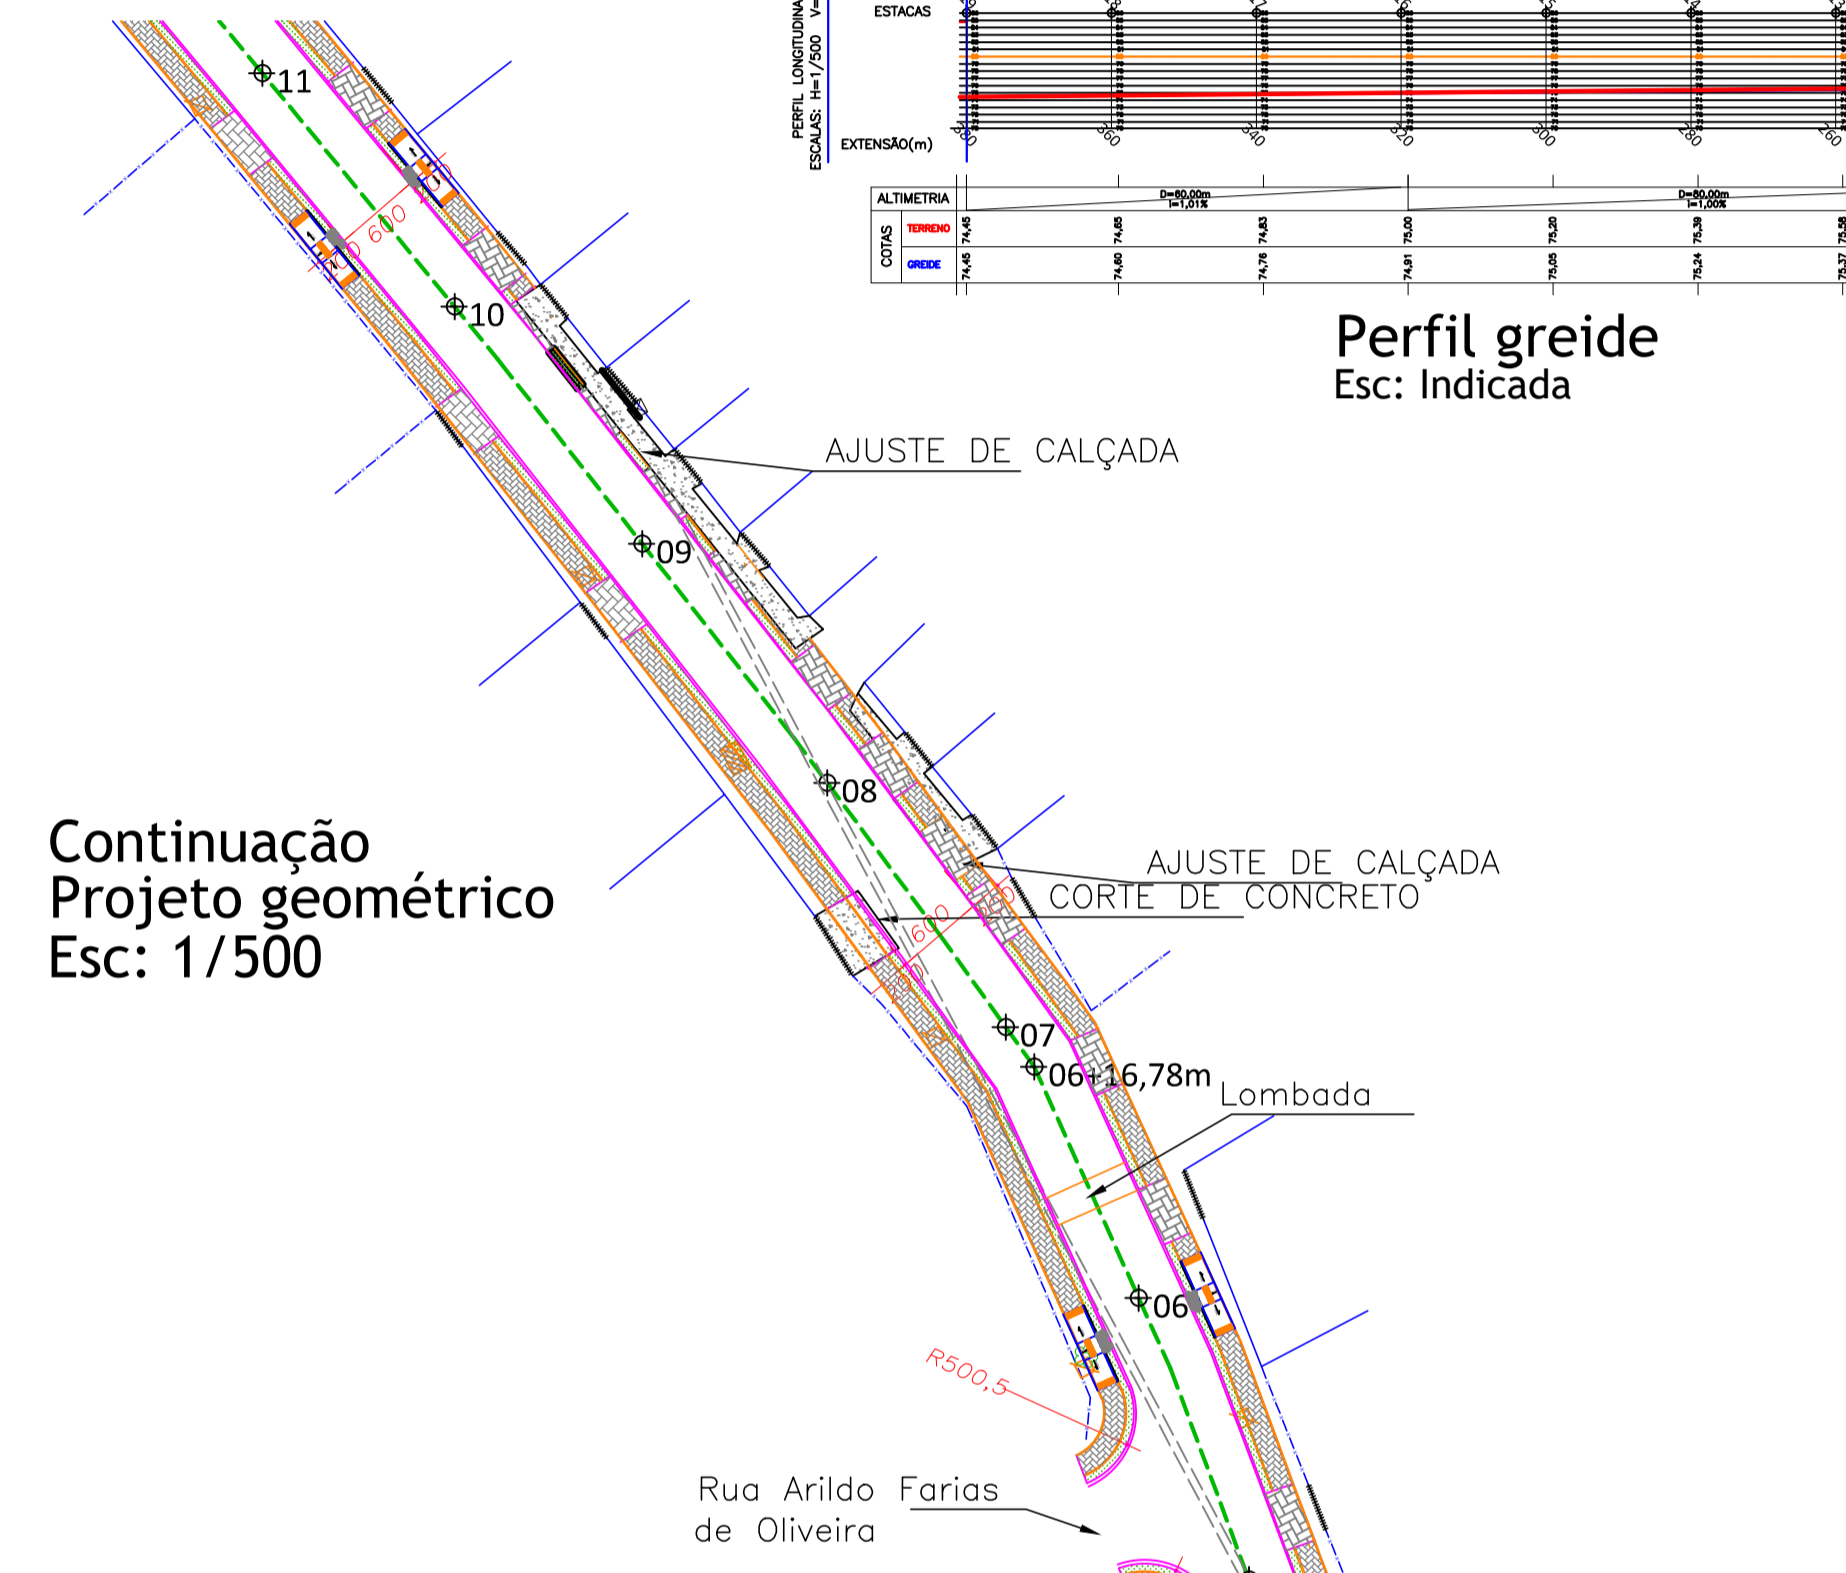 PERFIL LONGITUDINA
ESCALAS: H=1/500 V=
ESTACAS
EXTENSÃO(m)
380 360 340 320 300 280 260
ALTIMETRIA
D=60,00m
I=1,01%
D=80,00m
I=1,00%
COTAS
TERRENO
74,45 74,65 74,83 75,00 75,20 75,39 75,58
GREIDE
74,45 74,60 74,76 74,91 75,05 75,24 75,37
Perfil greide
Esc: Indicada
11
600
10
AJUSTE DE CALÇADA
09
08
Continuação
Projeto geométrico
Esc: 1/500
AJUSTE DE CALÇADA
CORTE DE CONCRETO
600
200
07
06+16,78m
Lombada
06
R500,5
Rua Arildo Farias
de Oliveira